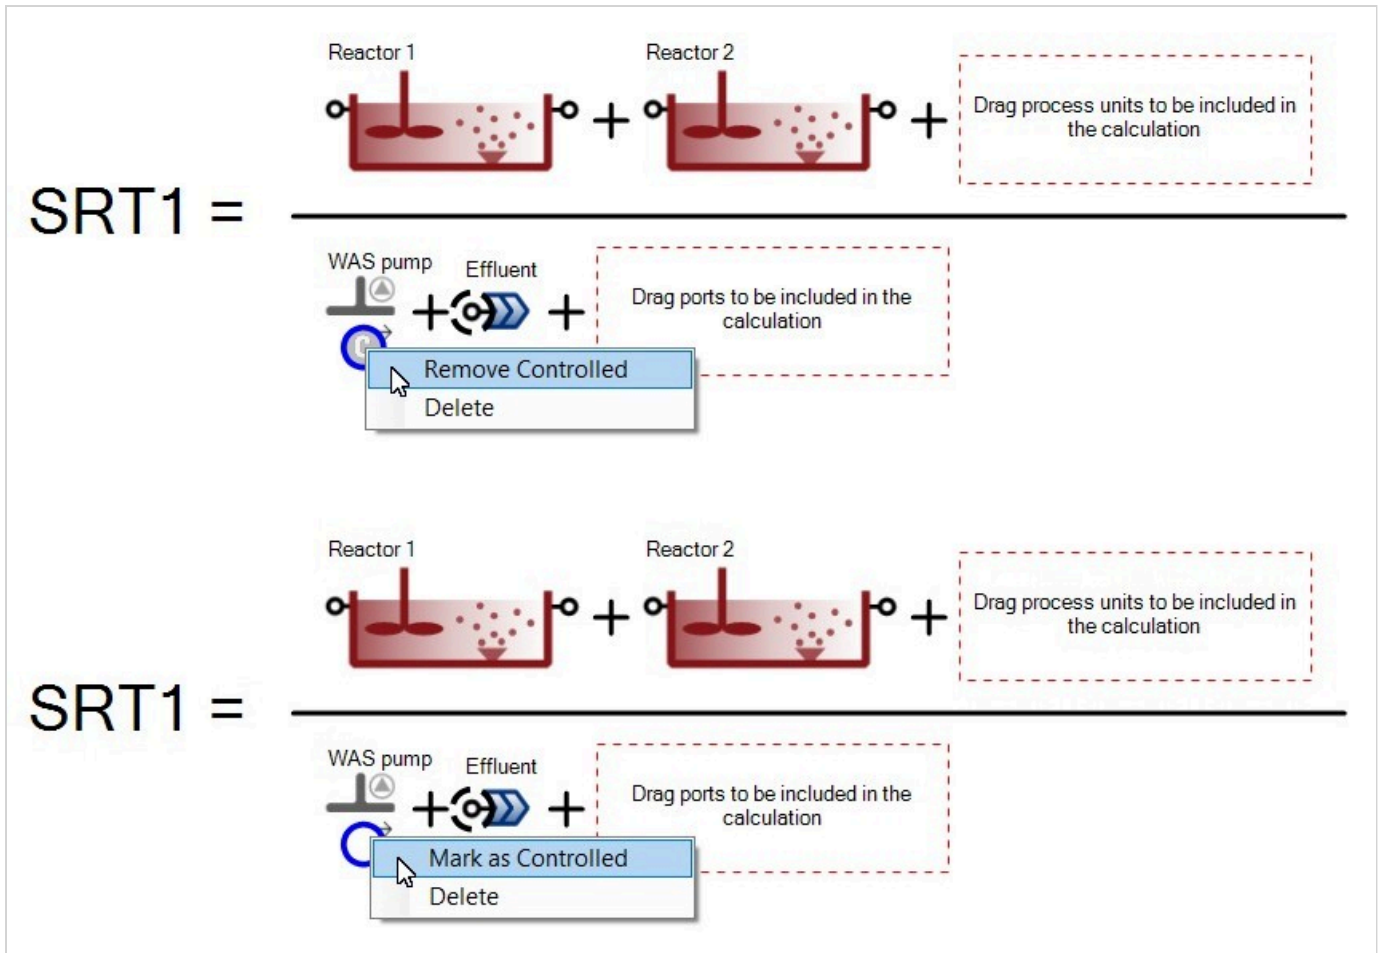 Reactor 1
Reactor 2
Drag process units to be included in
the calculation
SRT1 =
WAS pump
Effluent
Drag ports to be included in the
calculation
C
Remove Controlled
Delete
Reactor 1
Reactor 2
Drag process units to be included in
the calculation
SRT1 =
WAS pump
Effluent
Drag ports to be included in the
calculation
Mark as Controlled
Delete